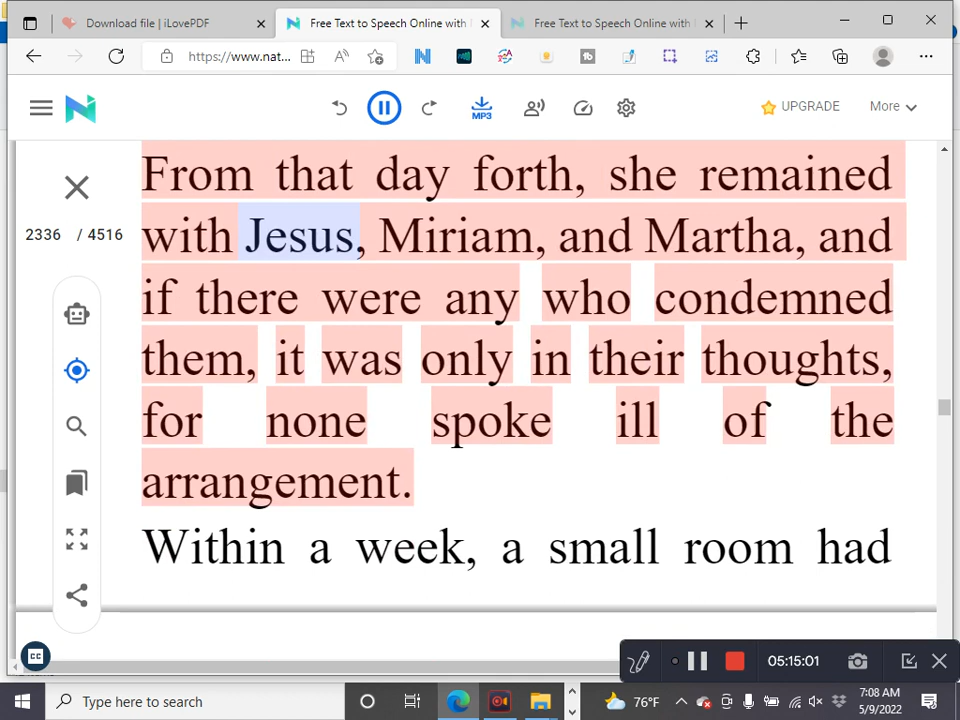 Download file | iLovePDF
Free Text to Speech Online with
Free Text to Speech Online with
https://www.nat...
UPGRADE
More
MP3
2336 / 4516
From that day forth, she remained
with Jesus, Miriam, and Martha, and
if there were any who condemned
them, it was only in their thoughts,
for none spoke ill of the
arrangement.
Within a week, a small room had
CC
05:15:01
Type here to search
76°F
7:08 AM
5/9/2022